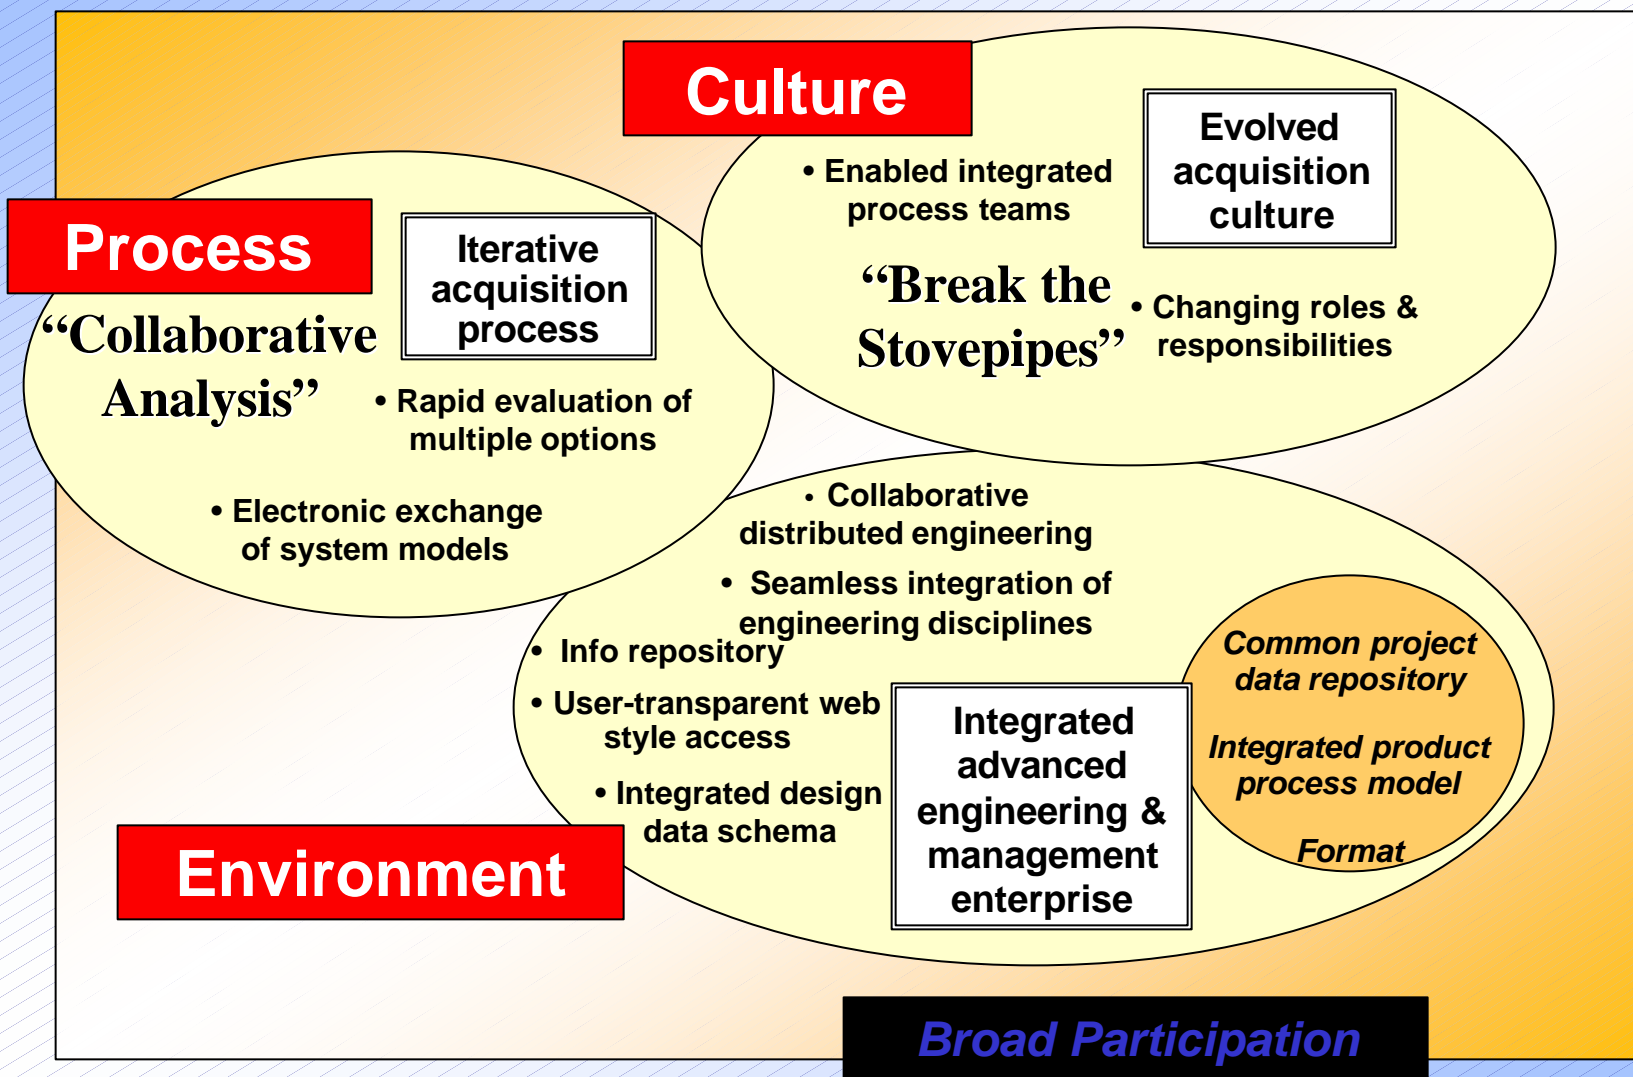 Culture
Evolved
acquisition
culture
• Enabled integrated
process teams
“Break the
Stovepipes”
• Changing roles &
responsibilities
Process
Iterative
acquisition
process
“Collaborative
Analysis”
• Rapid evaluation of
multiple options
• Electronic exchange
of system models
• Collaborative
distributed engineering
• Seamless integration of
engineering disciplines
• Info repository
• User-transparent web
style access
• Integrated design
data schema
Environment
Integrated
advanced
engineering &
management
enterprise
Common project
data repository
Integrated product
process model
Format
Broad Participation